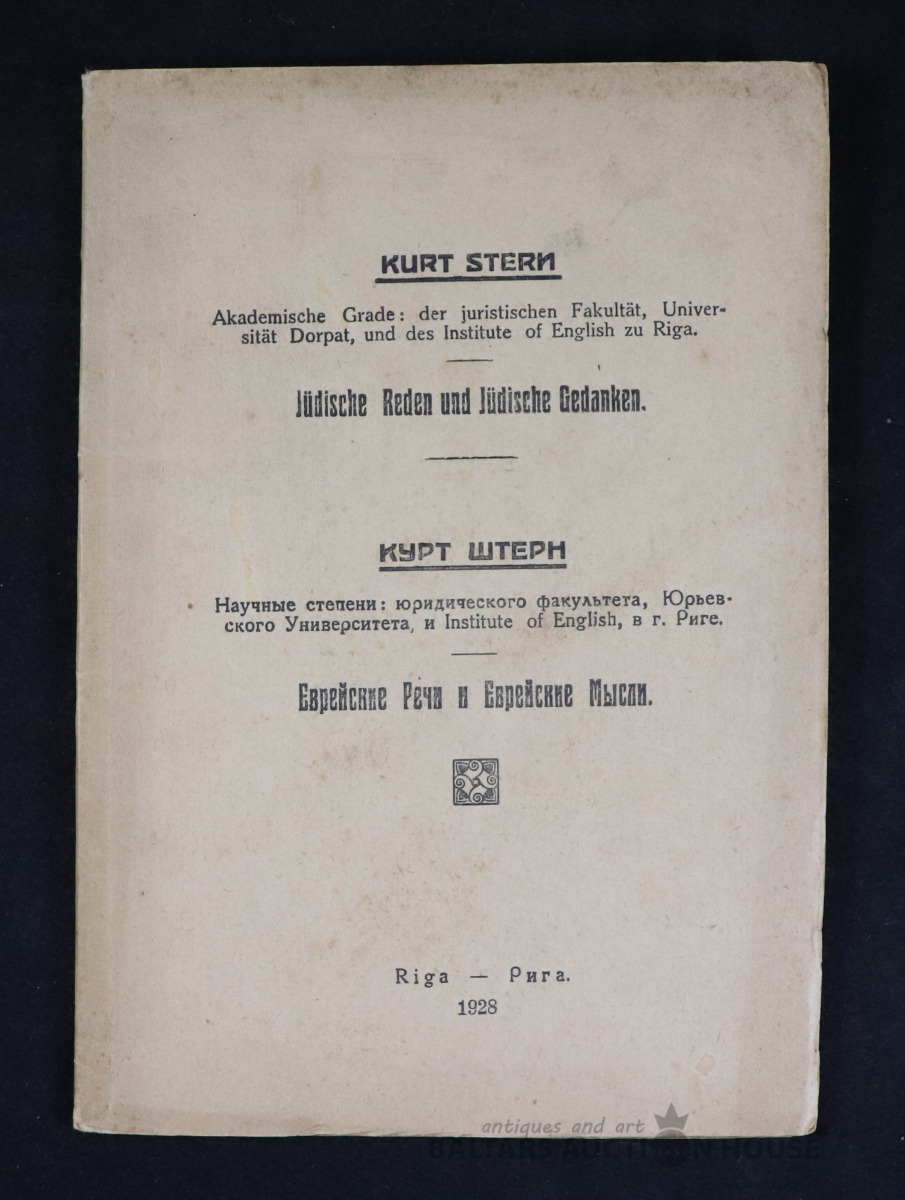 KURT STERN
Akademische Grade: der juristischen Fakultät, Univer-
sität Dorpat, und des Institute of English zu Riga.
Jüdische Reden und Jüdische Gedanken.
КУРТ ШТЕРН
Научные степени: юридического факультета, Юрьев-
ского Университета, и Institute of English, в г. Риге.
Еврейские Речи и Еврейские Мысли.
Riga — Рига.
1928
antiques and art
BALTARS AUCTION HOUSE